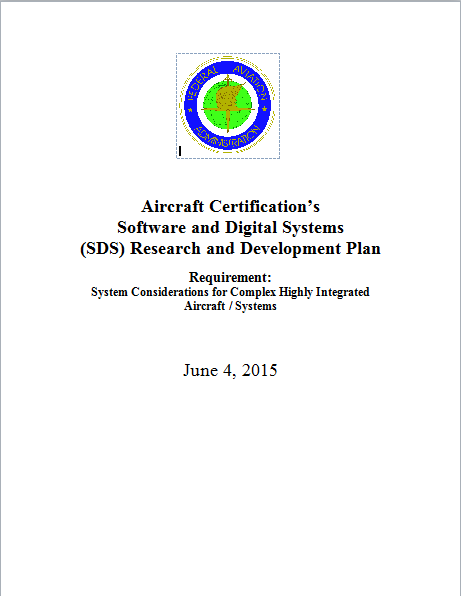 FEDERAL AVIATION
ADMINISTRATION
Aircraft Certification’s
Software and Digital Systems
(SDS) Research and Development Plan
Requirement:
System Considerations for Complex Highly Integrated
Aircraft / Systems
June 4, 2015